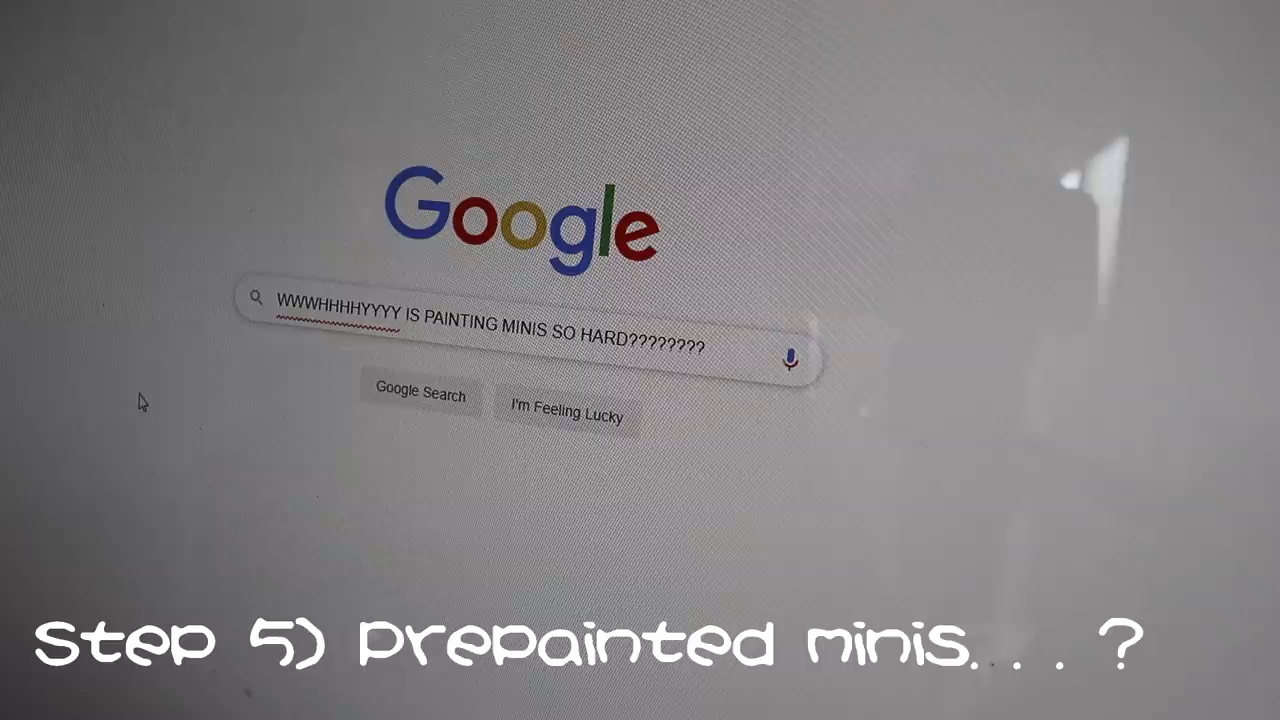 Google
WWWHHHHYYYY IS PAINTING MINIS SO HARD????????
Google Search
I'm Feeling Lucky
Step 5) Prepainted minis. . . ?